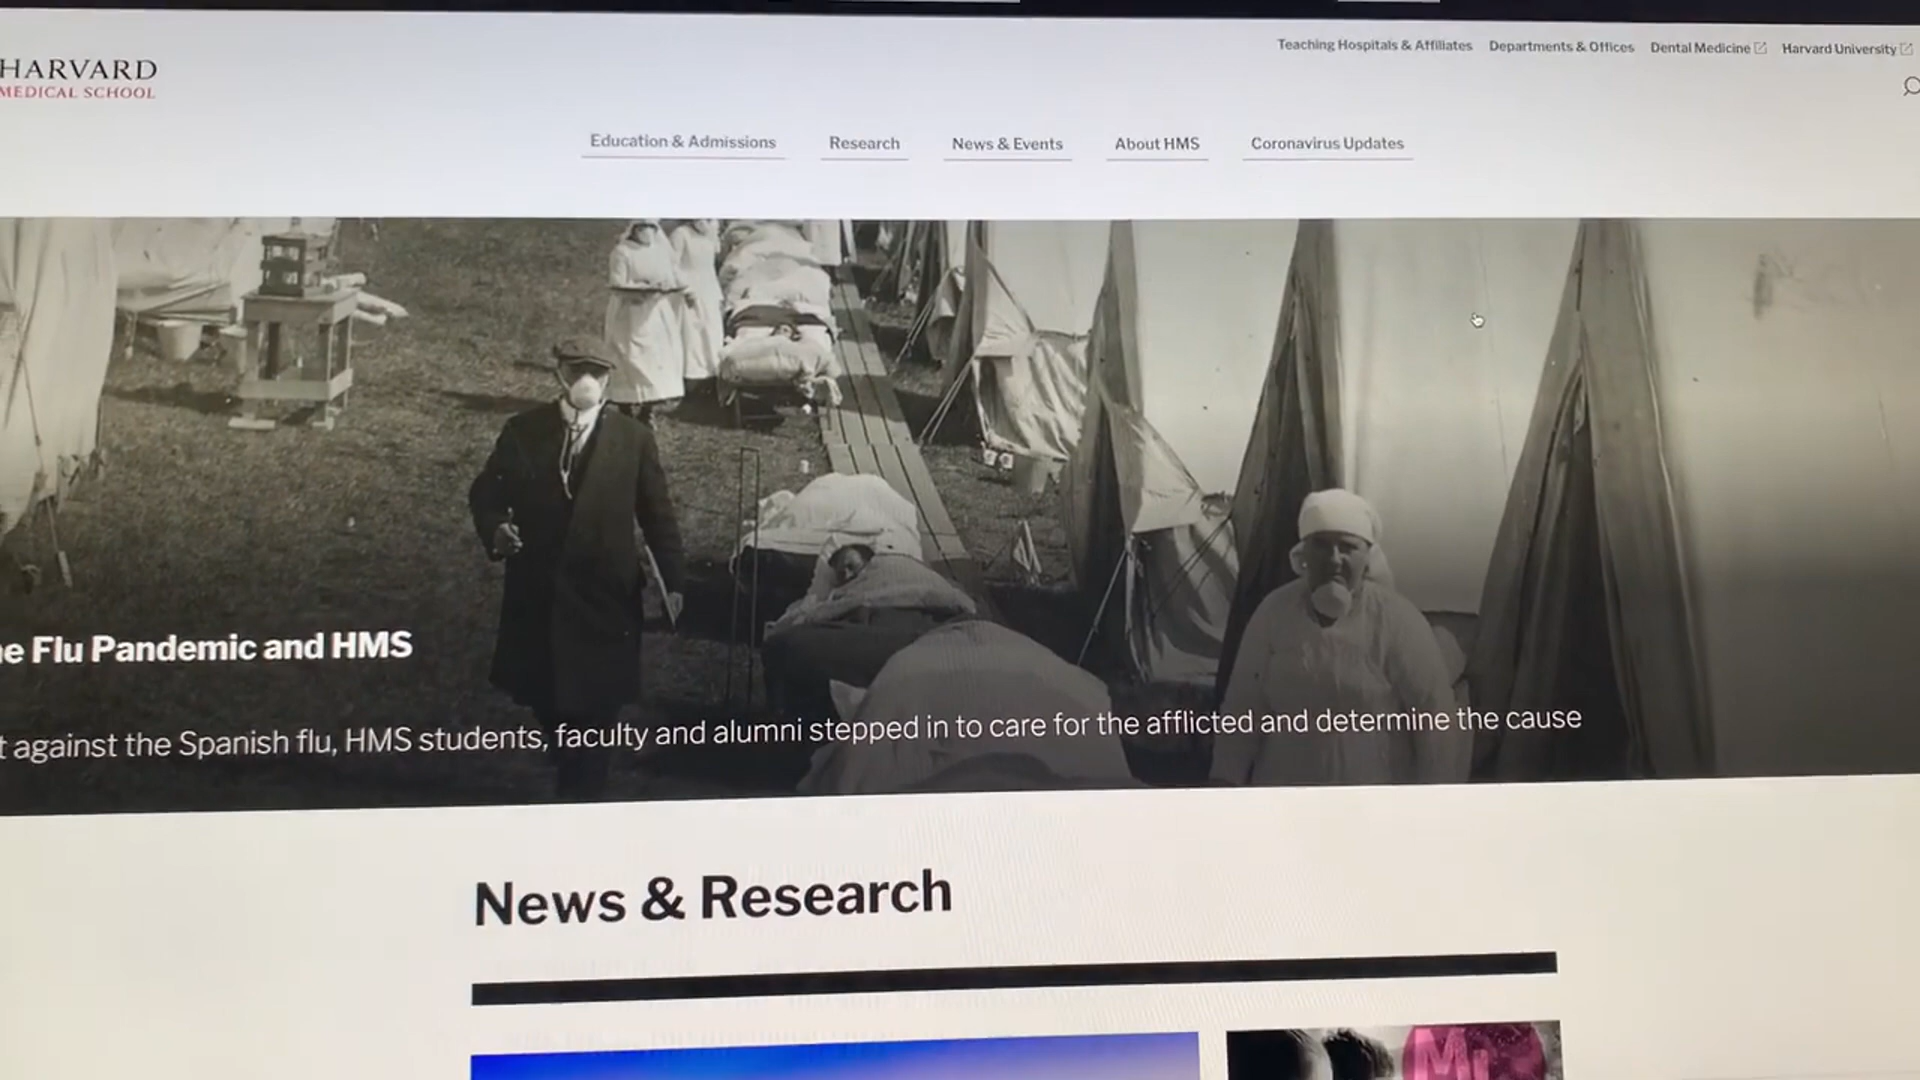 Teaching Hospitals & Affiliates Departments & Offices Dental Medicine Harvard University
HARVARD
MEDICAL SCHOOL
Education & Admissions Research News & Events About HMS Coronavirus Updates
Flu Pandemic and HMS
against the Spanish flu, HMS students, faculty and alumni stepped in to care for the afflicted and determine the cause
News & Research